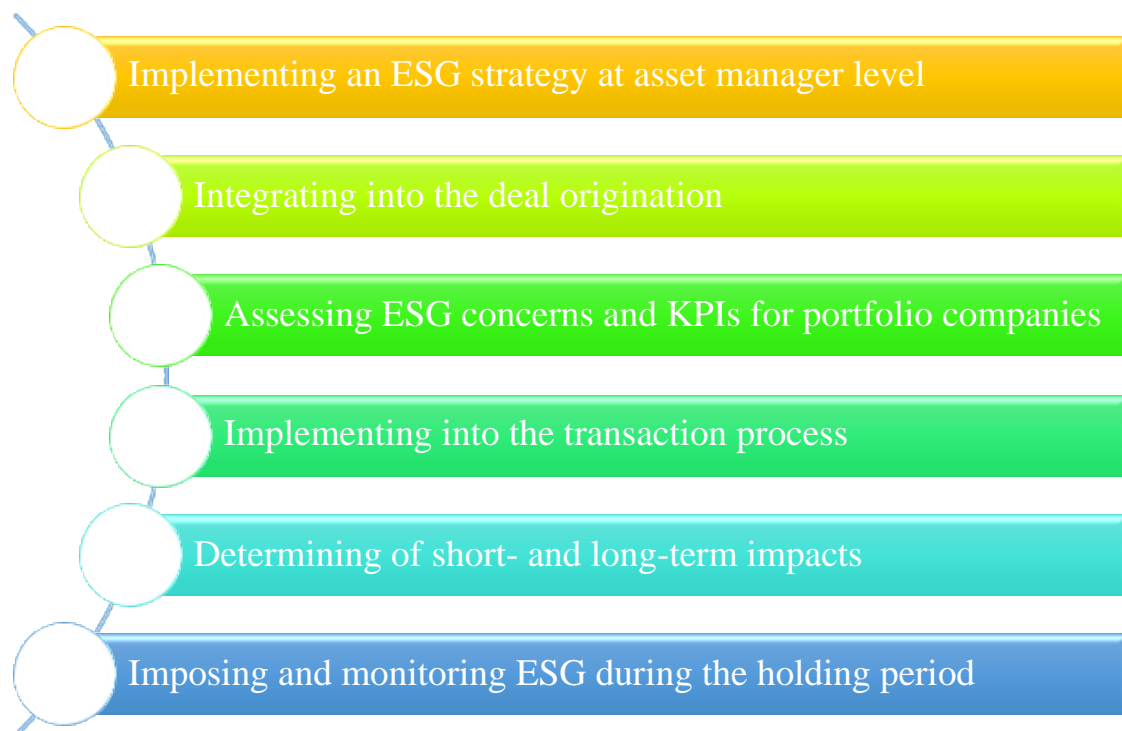 Implementing an ESG strategy at asset manager level
Integrating into the deal origination
Assessing ESG concerns and KPIs for portfolio companies
Implementing into the transaction process
Determining of short- and long-term impacts
Imposing and monitoring ESG during the holding period